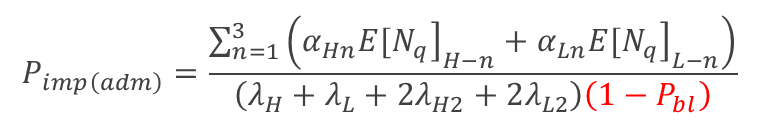 P_{imp(adm)} = \frac{\sum_{n=1}^{3} \left( \alpha_{Hn} E[N_q]_{H-n} + \alpha_{Ln} E[N_q]_{L-n} \right)}{(\lambda_H + \lambda_L + 2\lambda_{H2} + 2\lambda_{L2})(1 - P_{bl})}